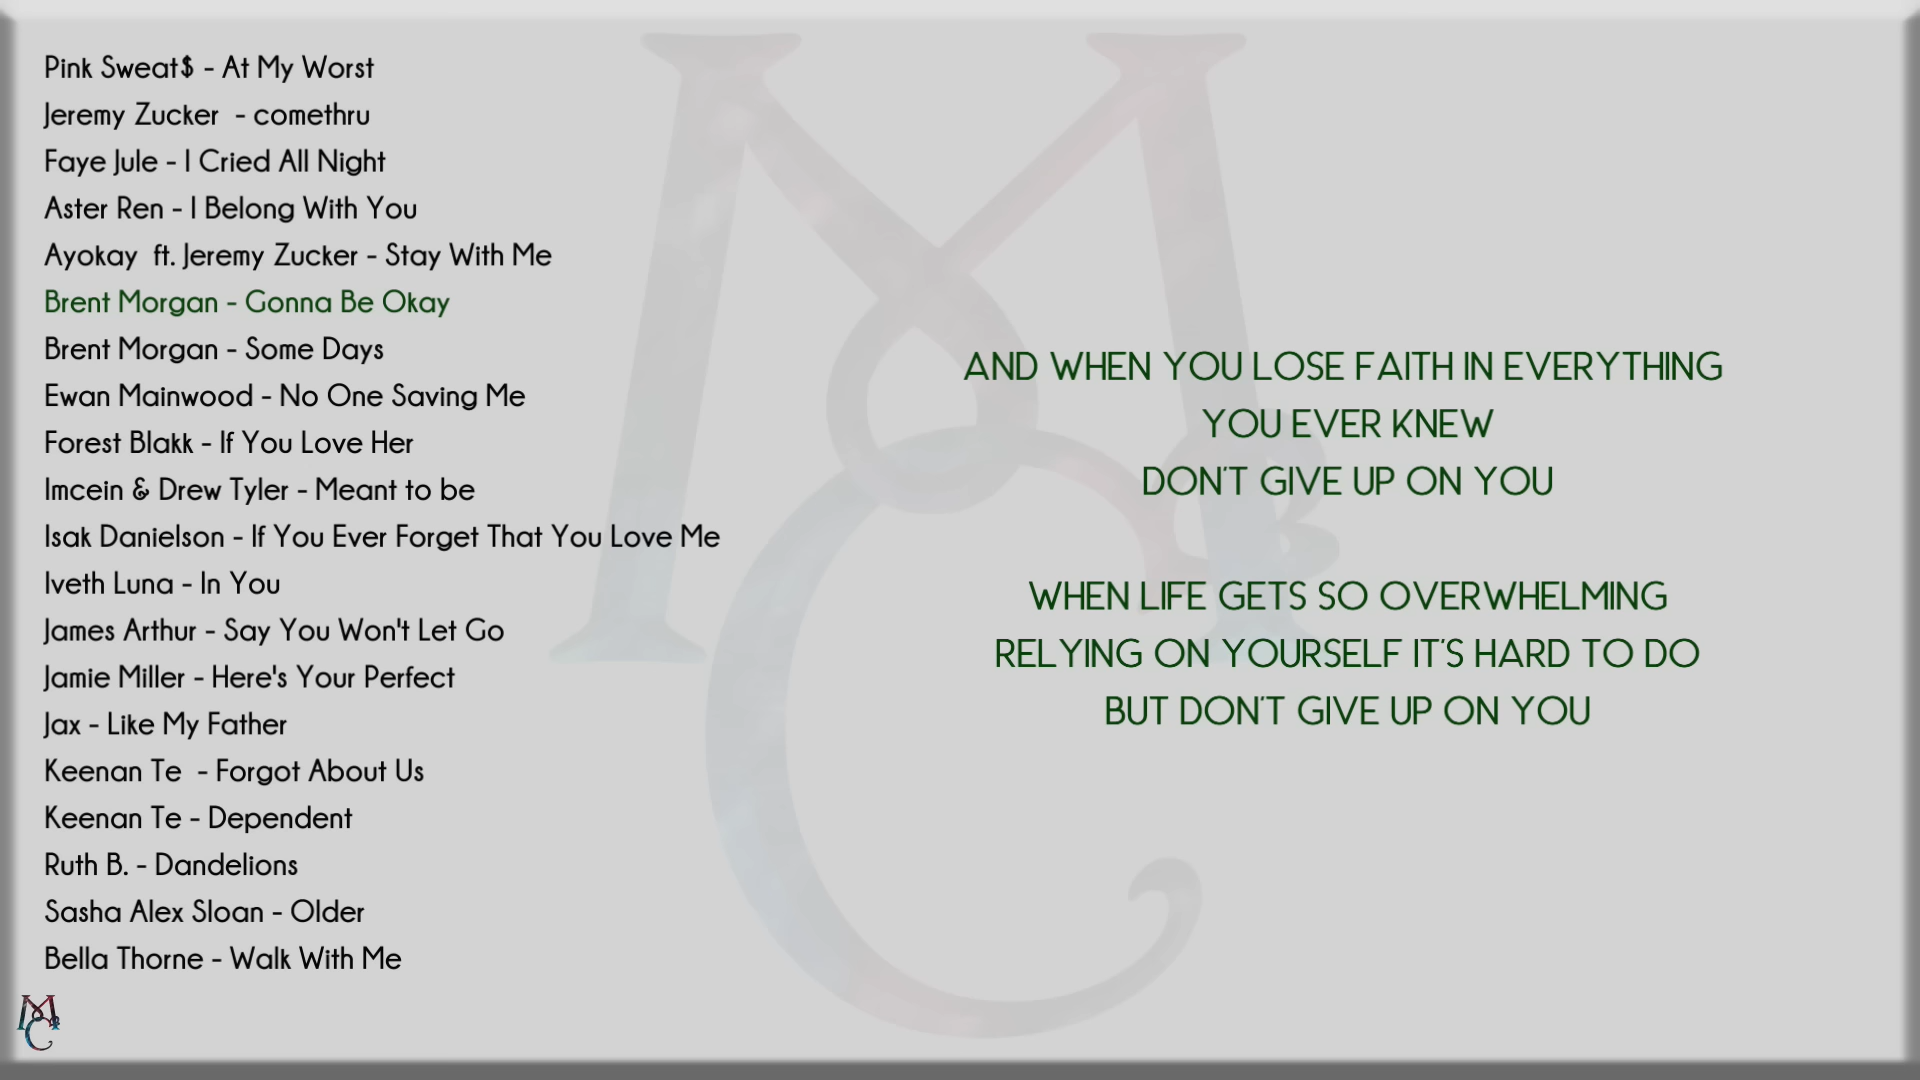 Pink Sweat$ - At My Worst
Jeremy Zucker  - comethru
Faye Jule - I Cried All Night
Aster Ren - I Belong With You
Ayokay  ft. Jeremy Zucker - Stay With Me
Brent Morgan - Gonna Be Okay
Brent Morgan - Some Days
Ewan Mainwood - No One Saving Me
Forest Blakk - If You Love Her
Imcein & Drew Tyler - Meant to be
Isak Danielson - If You Ever Forget That You Love Me
Iveth Luna - In You
James Arthur - Say You Won't Let Go
Jamie Miller - Here's Your Perfect
Jax - Like My Father
Keenan Te  - Forgot About Us
Keenan Te - Dependent
Ruth B. - Dandelions
Sasha Alex Sloan - Older
Bella Thorne - Walk With Me
AND WHEN YOU LOSE FAITH IN EVERYTHING
YOU EVER KNEW
DON'T GIVE UP ON YOU
WHEN LIFE GETS SO OVERWHELMING
RELYING ON YOURSELF IT'S HARD TO DO
BUT DON'T GIVE UP ON YOU